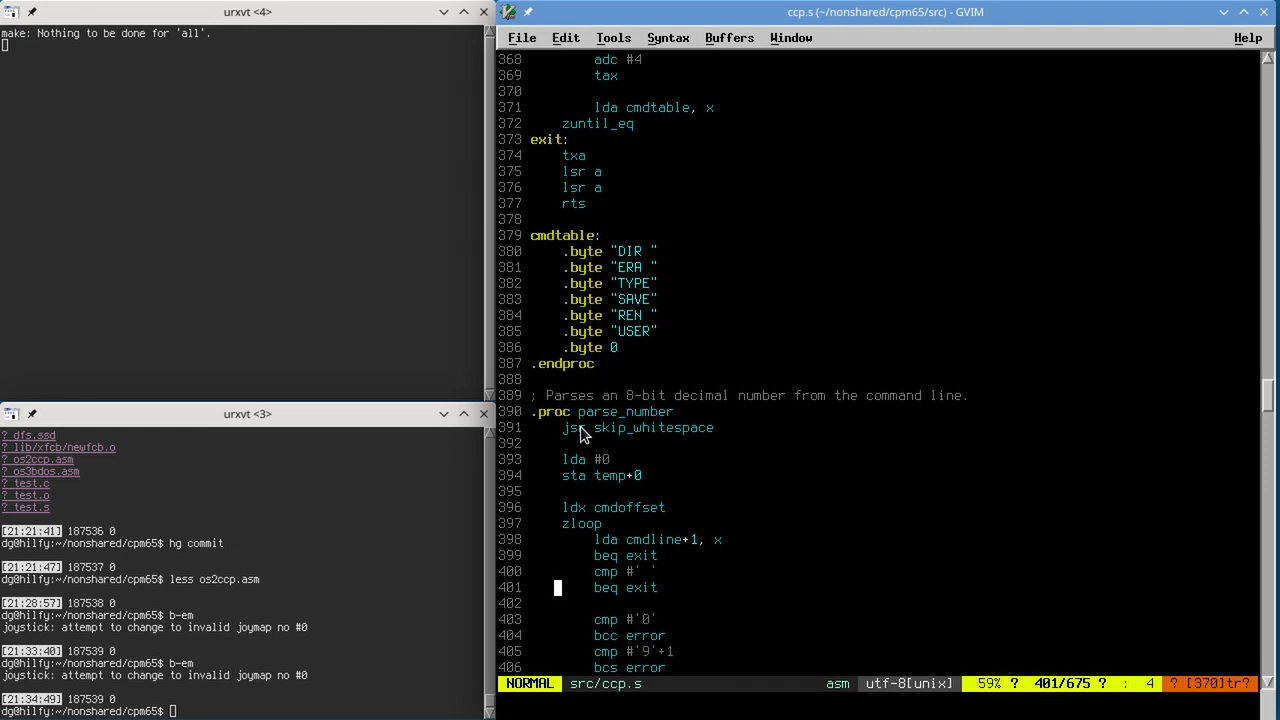 urxvt <4>
make: Nothing to be done for 'all'.
urxvt <3>
? dfs.ssd
? lib/xfcb/newfcb.o
? os2ccp.asm
? os3bdos.asm
? test.c
? test.o
? test.s
[21:21:41] 187536 0
dg@hilfy:~/nonshared/cpm65$ hg commit
[21:21:47] 187537 0
dg@hilfy:~/nonshared/cpm65$ less os2ccp.asm
[21:28:57] 187538 0
dg@hilfy:~/nonshared/cpm65$ b-em
joystick: attempt to change to invalid joymap no #0
[21:33:40] 187539 0
dg@hilfy:~/nonshared/cpm65$ b-em
joystick: attempt to change to invalid joymap no #0
[21:34:49] 187539 0
dg@hilfy:~/nonshared/cpm65$
ccp.s (~/nonshared/cpm65/src) - GVIM
File Edit Tools Syntax Buffers Window Help
368 adc #4
369 tax
370
371 lda cmdtable, x
372 zuntil_eq
373 exit:
374 txa
375 lsr a
376 lsr a
377 rts
378
379 cmdtable:
380 .byte "DIR "
381 .byte "ERA "
382 .byte "TYPE"
383 .byte "SAVE"
384 .byte "REN "
385 .byte "USER"
386 .byte 0
387 .endproc
388
389 ; Parses an 8-bit decimal number from the command line.
390 .proc parse_number
391 jsr skip_whitespace
392
393 lda #0
394 sta temp+0
395
396 ldx cmdoffset
397 zloop
398 lda cmdline+1, x
399 beq exit
400 cmp #' '
401 beq exit
402
403 cmp #'0'
404 bcc error
405 cmp #'9'+1
406 bcs error
NORMAL src/ccp.s asm utf-8[unix] 59% ? 401/675 ? : 4 ? [370]tr?